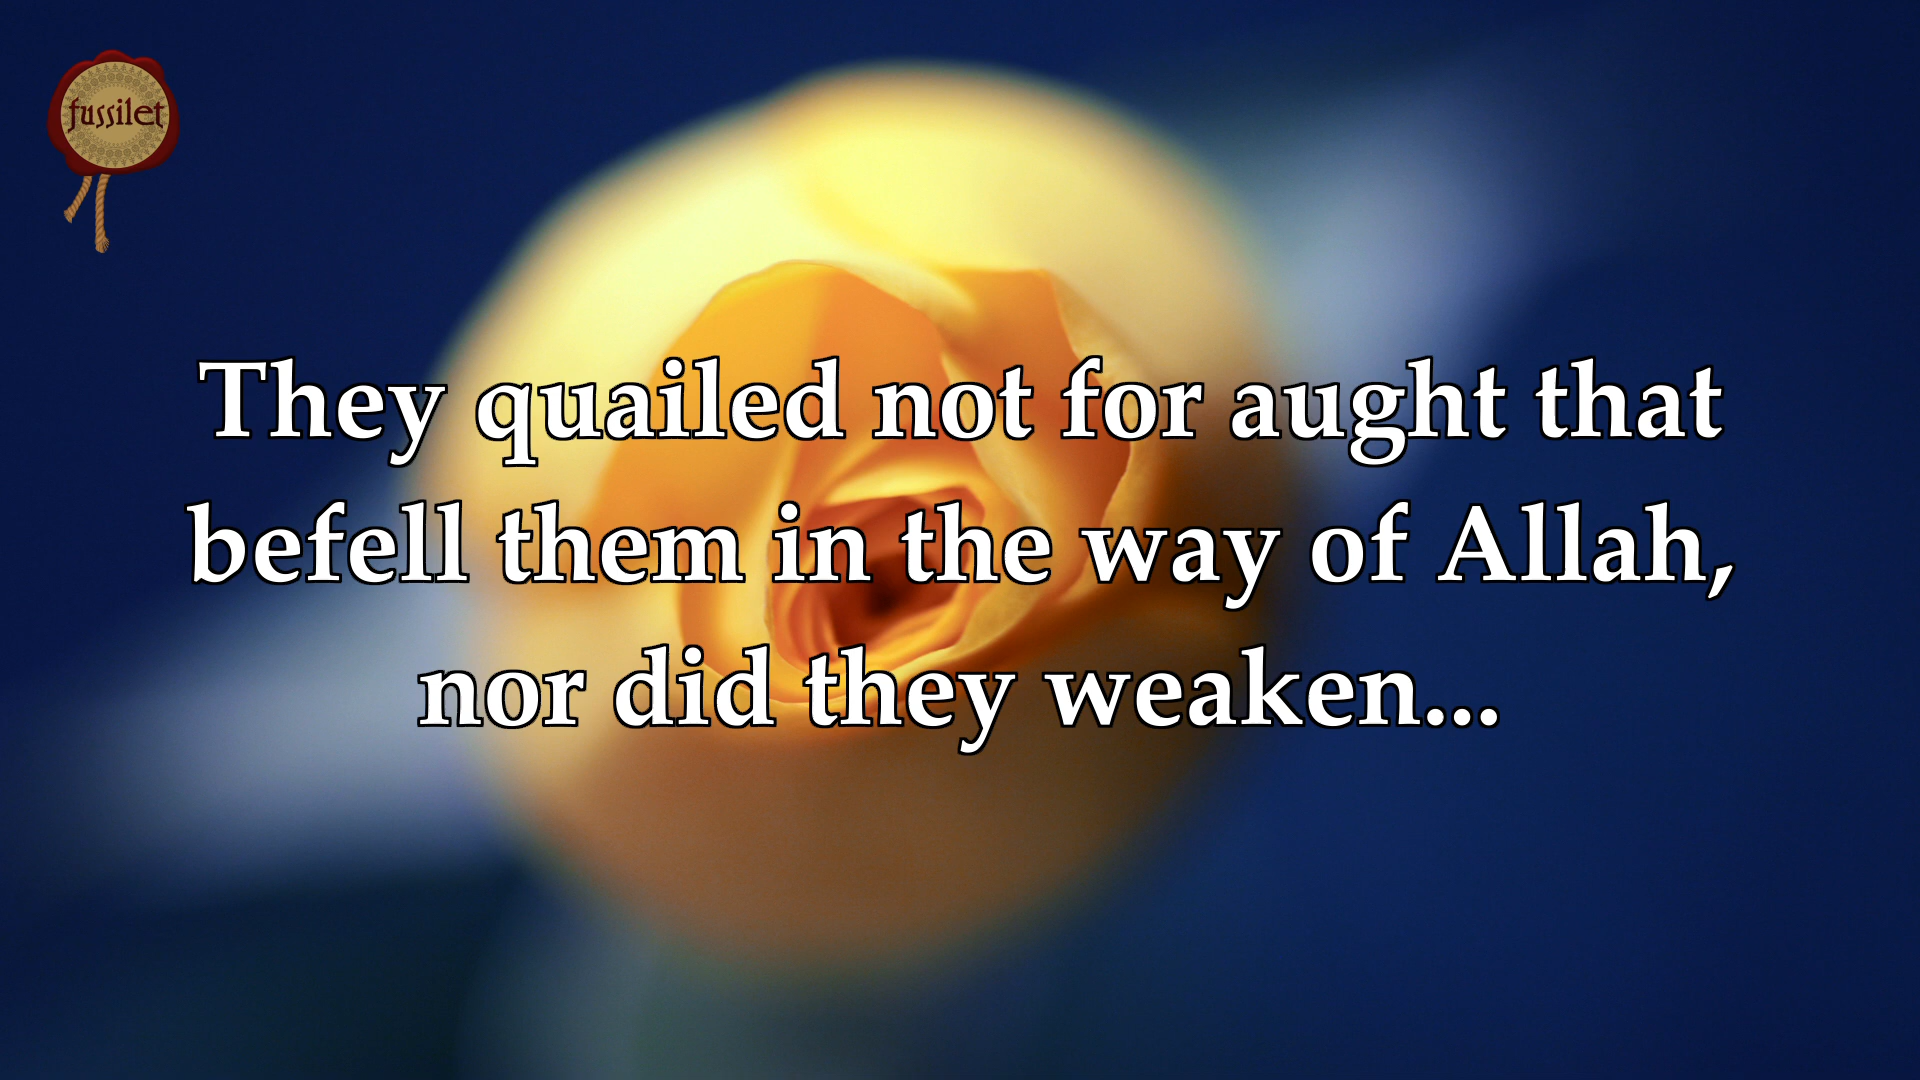 fussilet
They quailed not for aught that
befell them in the way of Allah,
nor did they weaken...